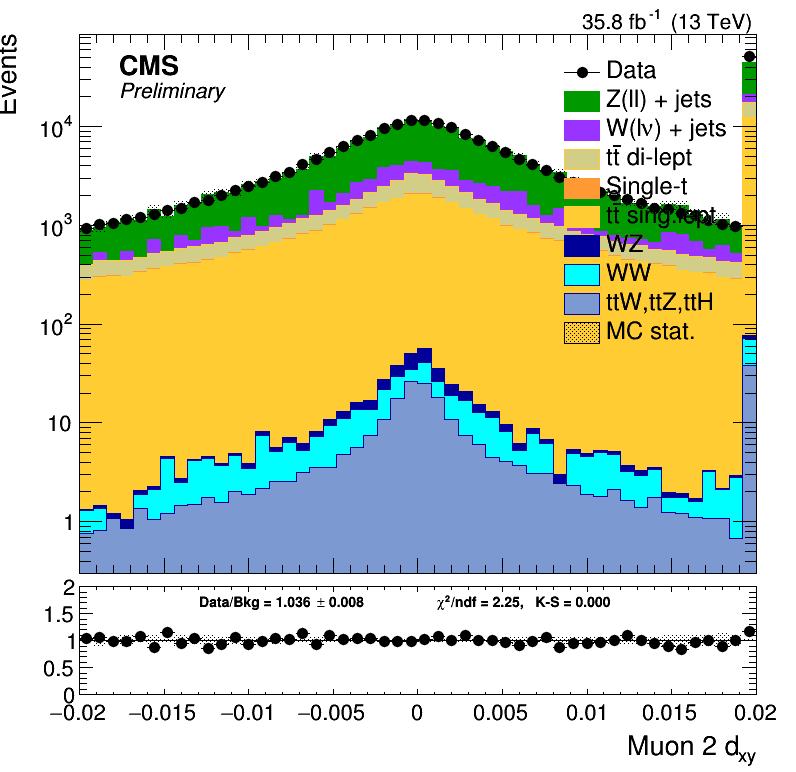 35.8 fb⁻¹ (13 TeV)
Events
CMS
Preliminary
Data
Z(ll) + jets
W(lν) + jets
tt̄ di-lept
Single-t
tt̄ sing.lept
WZ
WW
ttW,ttZ,ttH
MC stat.
10⁴
10³
10²
10
1
Data/Bkg = 1.036 ± 0.008
χ²/ndf = 2.25, K-S = 0.000
2
1.5
1
0.5
0
−0.02 −0.015 −0.01 −0.005 0 0.005 0.01 0.015 0.02
Muon 2 d_xy